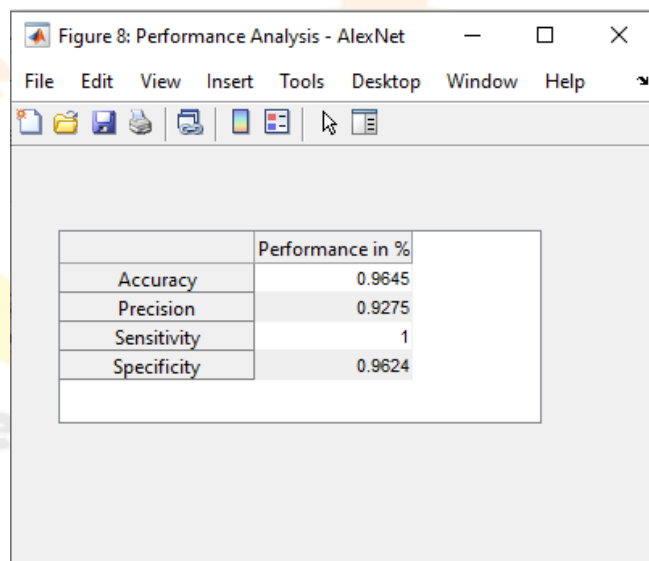 Figure 8: Performance Analysis - AlexNet
File Edit View Insert Tools Desktop Window Help
Performance in %
Accuracy 0.9645
Precision 0.9275
Sensitivity 1
Specificity 0.9624